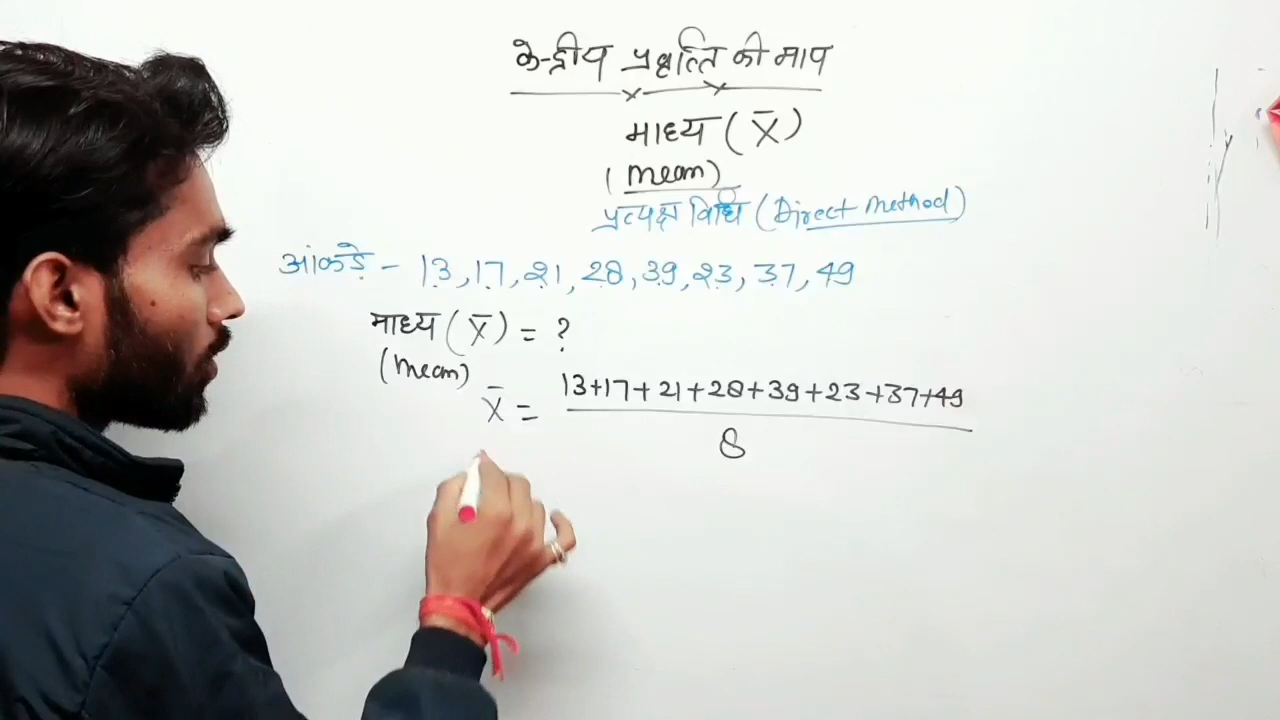 केन्द्रीय प्रवृत्ति की माप
माध्य ( X̄ )
(mean)
प्रत्यक्ष विधि (Direct method)
आंकड़े - 13, 17, 21, 28, 39, 23, 37, 49
माध्य ( X̄ ) = ?
(mean)
X̄ = 13+17+21+28+39+23+37+49
8